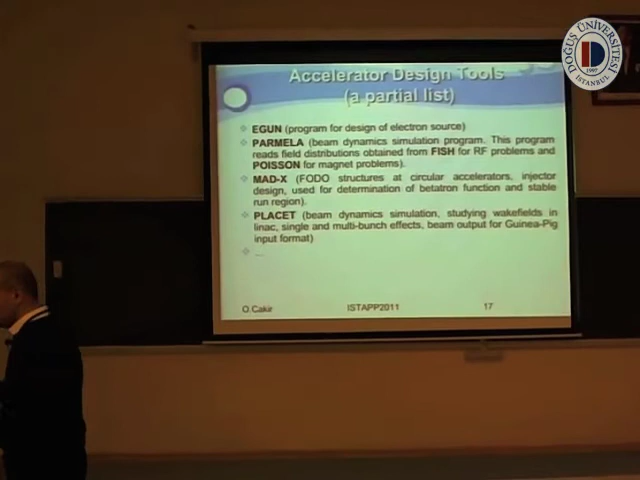 DOĞUŞ ÜNİVERSİTESİ
1997
İSTANBUL
Accelerator Design Tools
(a partial list)
EGUN (program for design of electron source)
PARMELA (beam dynamics simulation program. This program
reads field distributions obtained from FISH for RF problems and
POISSON for magnet problems).
MAD-X (FODO structures at circular accelerators, injector
design, used for determination of betatron function and stable
run region).
PLACET (beam dynamics simulation, studying wakefields in
linac, single and multi-bunch effects, beam output for Guinea-Pig
input format)
...
O.Cakir ISTAPP2011 17